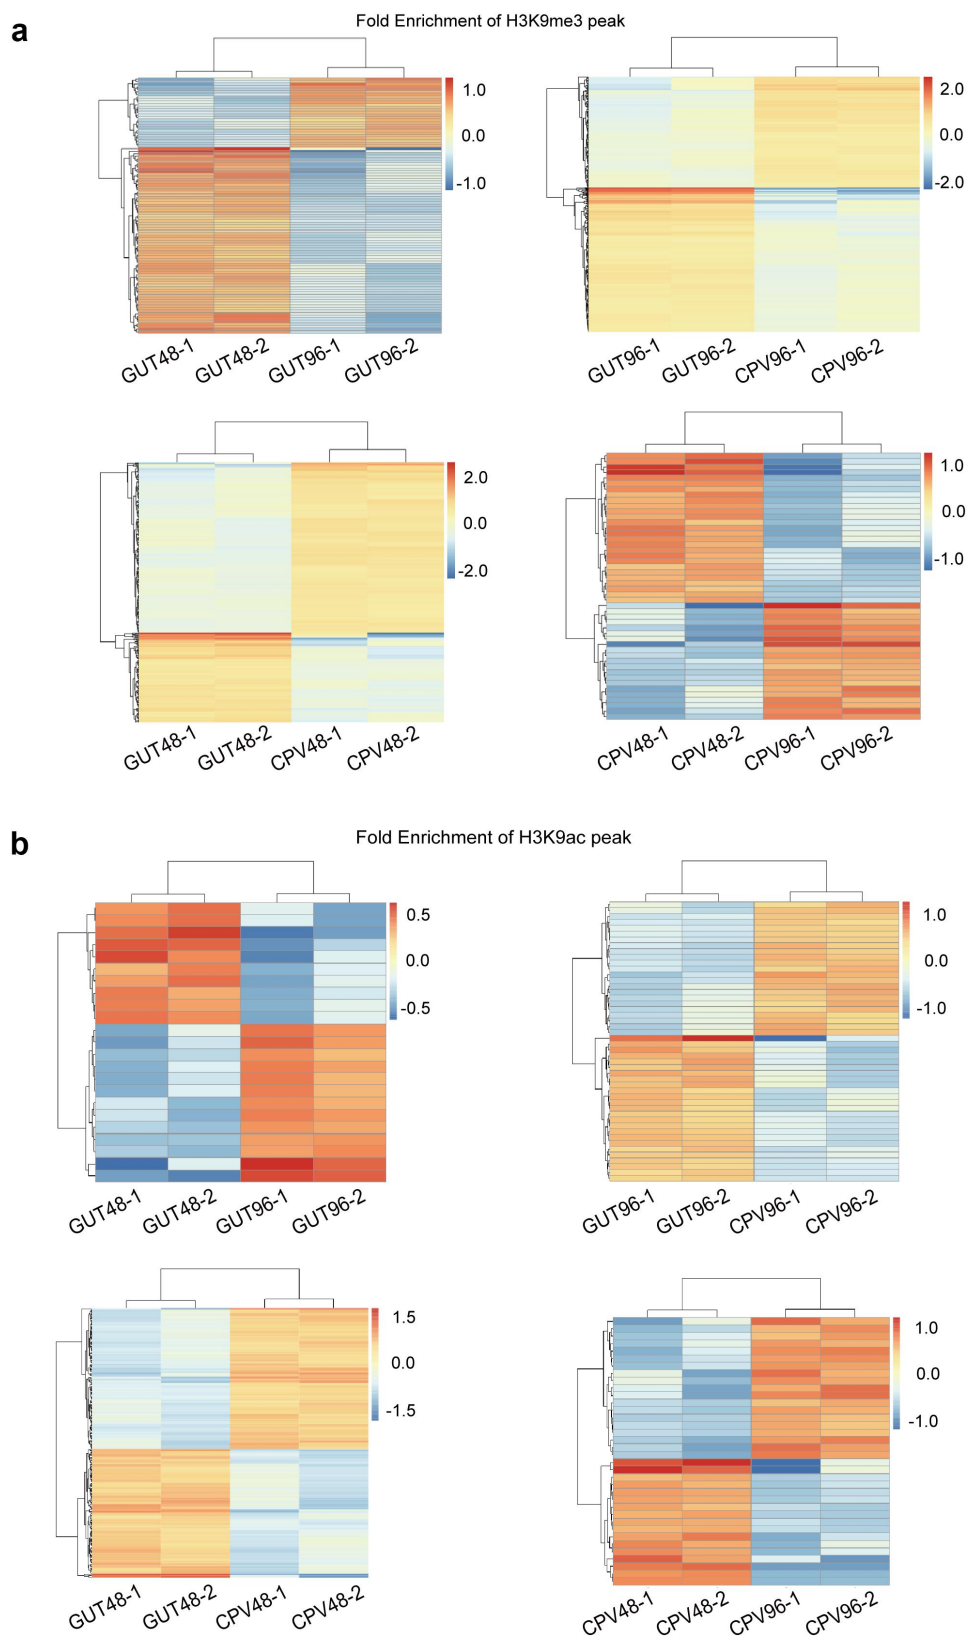 a
Fold Enrichment of H3K9me3 peak
1.0
0.0
-1.0
GUT48-1
GUT48-2
GUT96-1
GUT96-2
2.0
0.0
-2.0
GUT96-1
GUT96-2
CPV96-1
CPV96-2
2.0
0.0
-2.0
GUT48-1
GUT48-2
CPV48-1
CPV48-2
1.0
0.0
-1.0
CPV48-1
CPV48-2
CPV96-1
CPV96-2
b
Fold Enrichment of H3K9ac peak
0.5
0.0
-0.5
GUT48-1
GUT48-2
GUT96-1
GUT96-2
1.0
0.0
-1.0
GUT96-1
GUT96-2
CPV96-1
CPV96-2
1.5
0.0
-1.5
GUT48-1
GUT48-2
CPV48-1
CPV48-2
1.0
0.0
-1.0
CPV48-1
CPV48-2
CPV96-1
CPV96-2